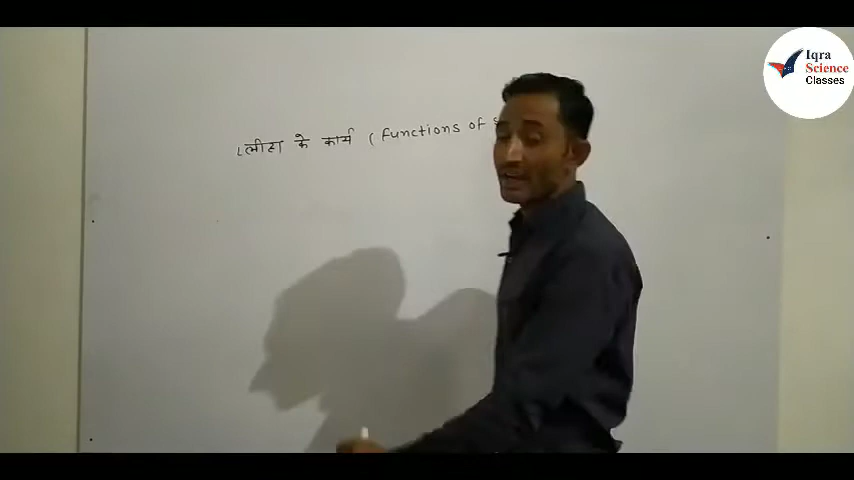 प्लीहा के कार्य (functions of s
Iqra
Science
Classes